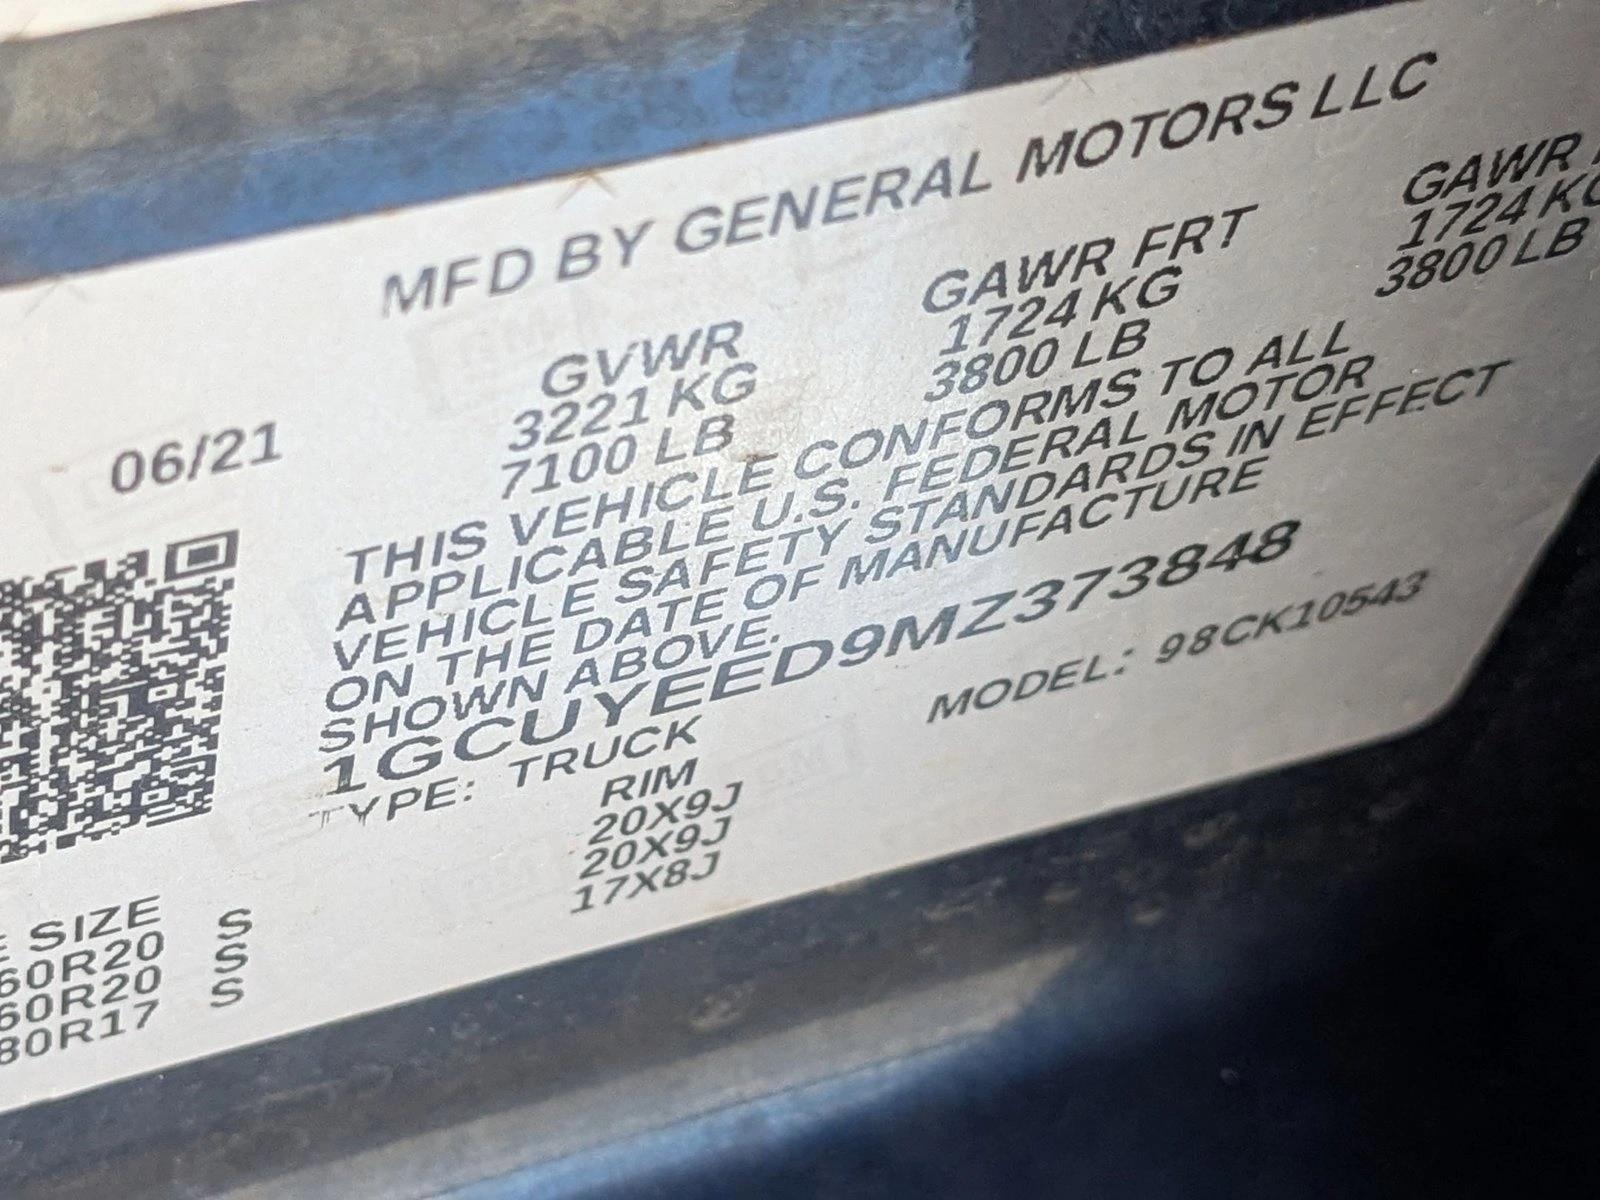 MFD BY GENERAL MOTORS LLC
06/21
GVWR GAWR FRT GAWR
3221 KG 1724 KG 1724 KG
7100 LB 3800 LB 3800 LB
THIS VEHICLE CONFORMS TO ALL
APPLICABLE U.S. FEDERAL MOTOR
VEHICLE SAFETY STANDARDS IN EFFECT
ON THE DATE OF MANUFACTURE
SHOWN ABOVE.
1GCUYEED9MZ373848
TYPE: TRUCK MODEL: 98CK10543
SIZE RIM
60R20 S 20X9J
60R20 S 20X9J
80R17 S 17X8J